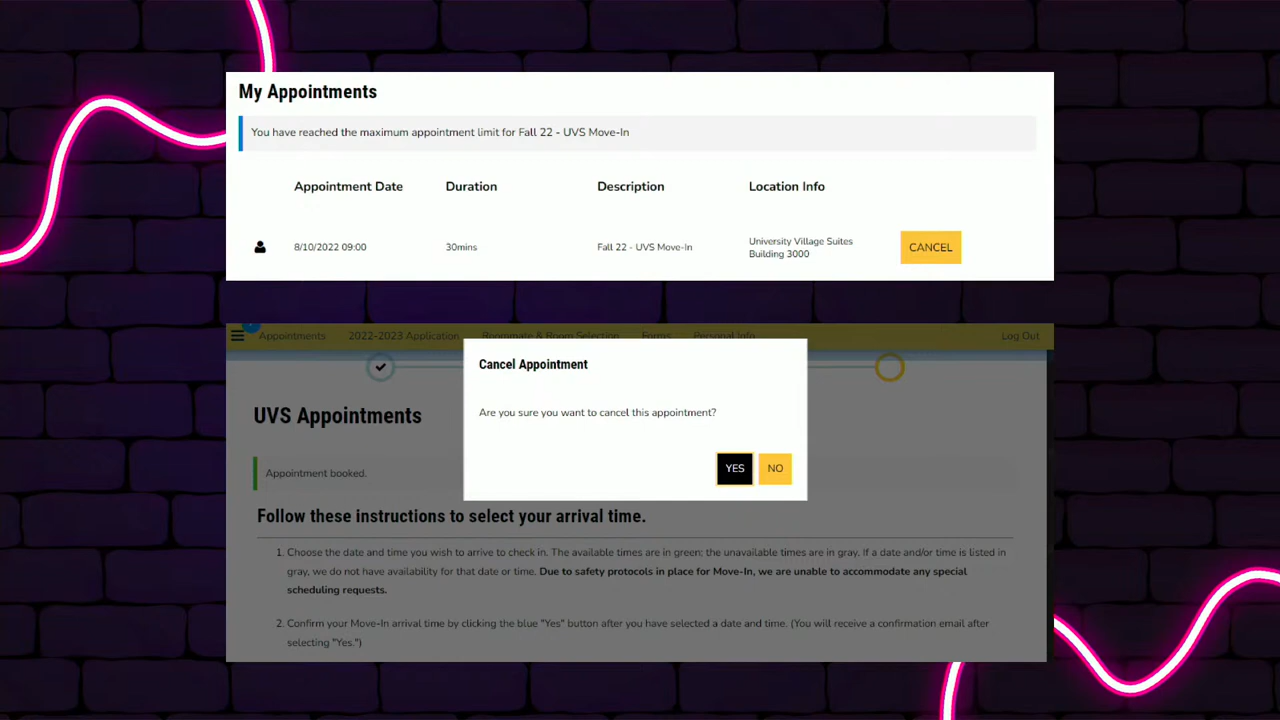 My Appointments
You have reached the maximum appointment limit for Fall 22 - UVS Move-In
Appointment Date Duration Description Location Info
8/10/2022 09:00 30mins Fall 22 - UVS Move-In University Village Suites Building 3000 CANCEL
Appointments 2022-2023 Application Roommate & Room Selection Forms Personal Info Log Out
Cancel Appointment
Are you sure you want to cancel this appointment?
YES NO
UVS Appointments
Appointment booked.
Follow these instructions to select your arrival time.
1. Choose the date and time you wish to arrive to check in. The available times are in green; the unavailable times are in gray. If a date and/or time is listed in
gray, we do not have availability for that date or time. Due to safety protocols in place for Move-In, we are unable to accommodate any special
scheduling requests.
2. Confirm your Move-In arrival time by clicking the blue "Yes" button after you have selected a date and time. (You will receive a confirmation email after
selecting "Yes.")